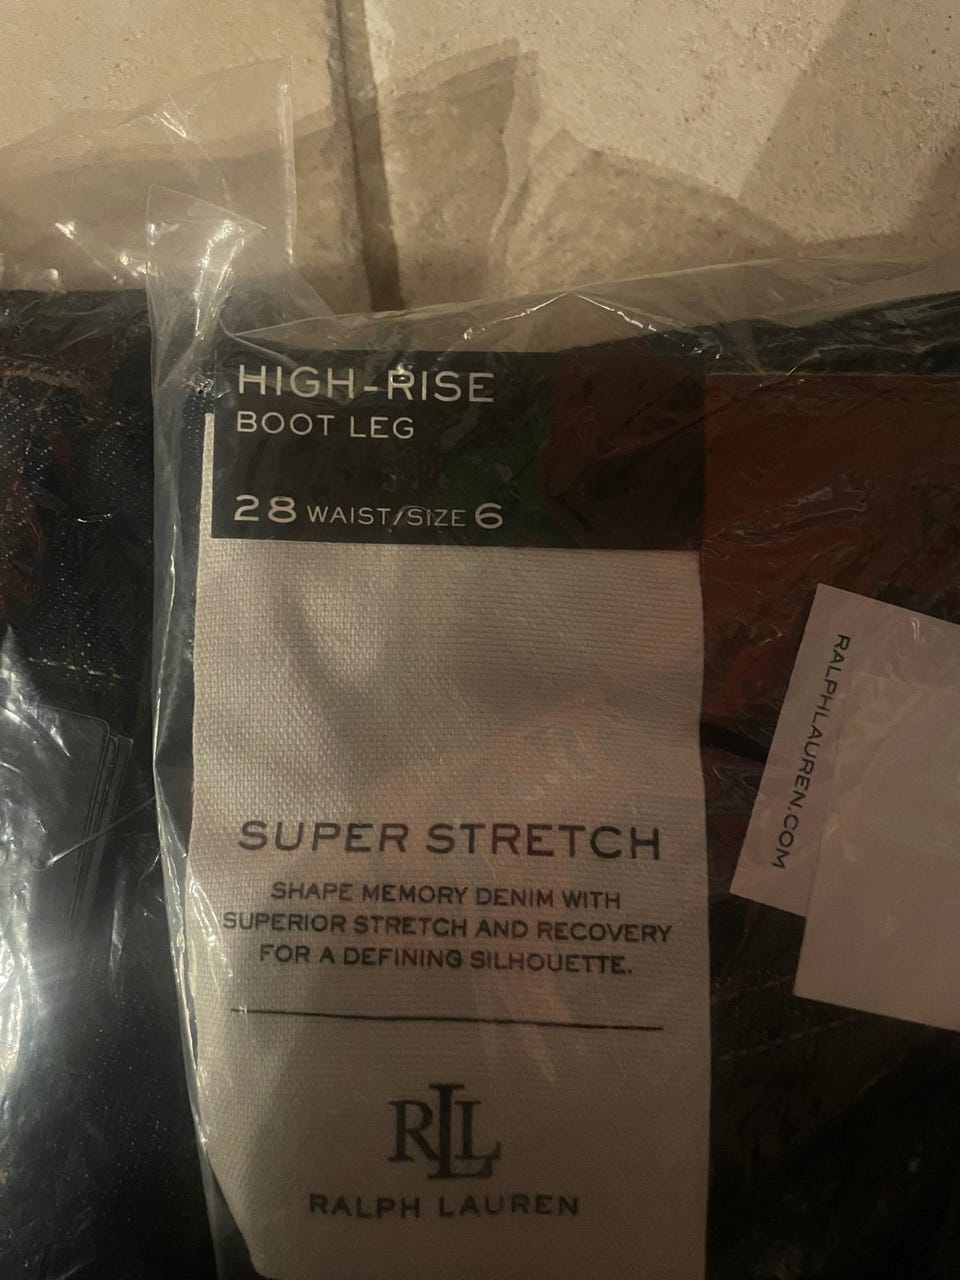 HIGH-RISE
BOOT LEG
28 WAIST/SIZE 6
SUPER STRETCH
SHAPE MEMORY DENIM WITH
SUPERIOR STRETCH AND RECOVERY
FOR A DEFINING SILHOUETTE.
RLL
RALPH LAUREN
RALPHLAUREN.COM